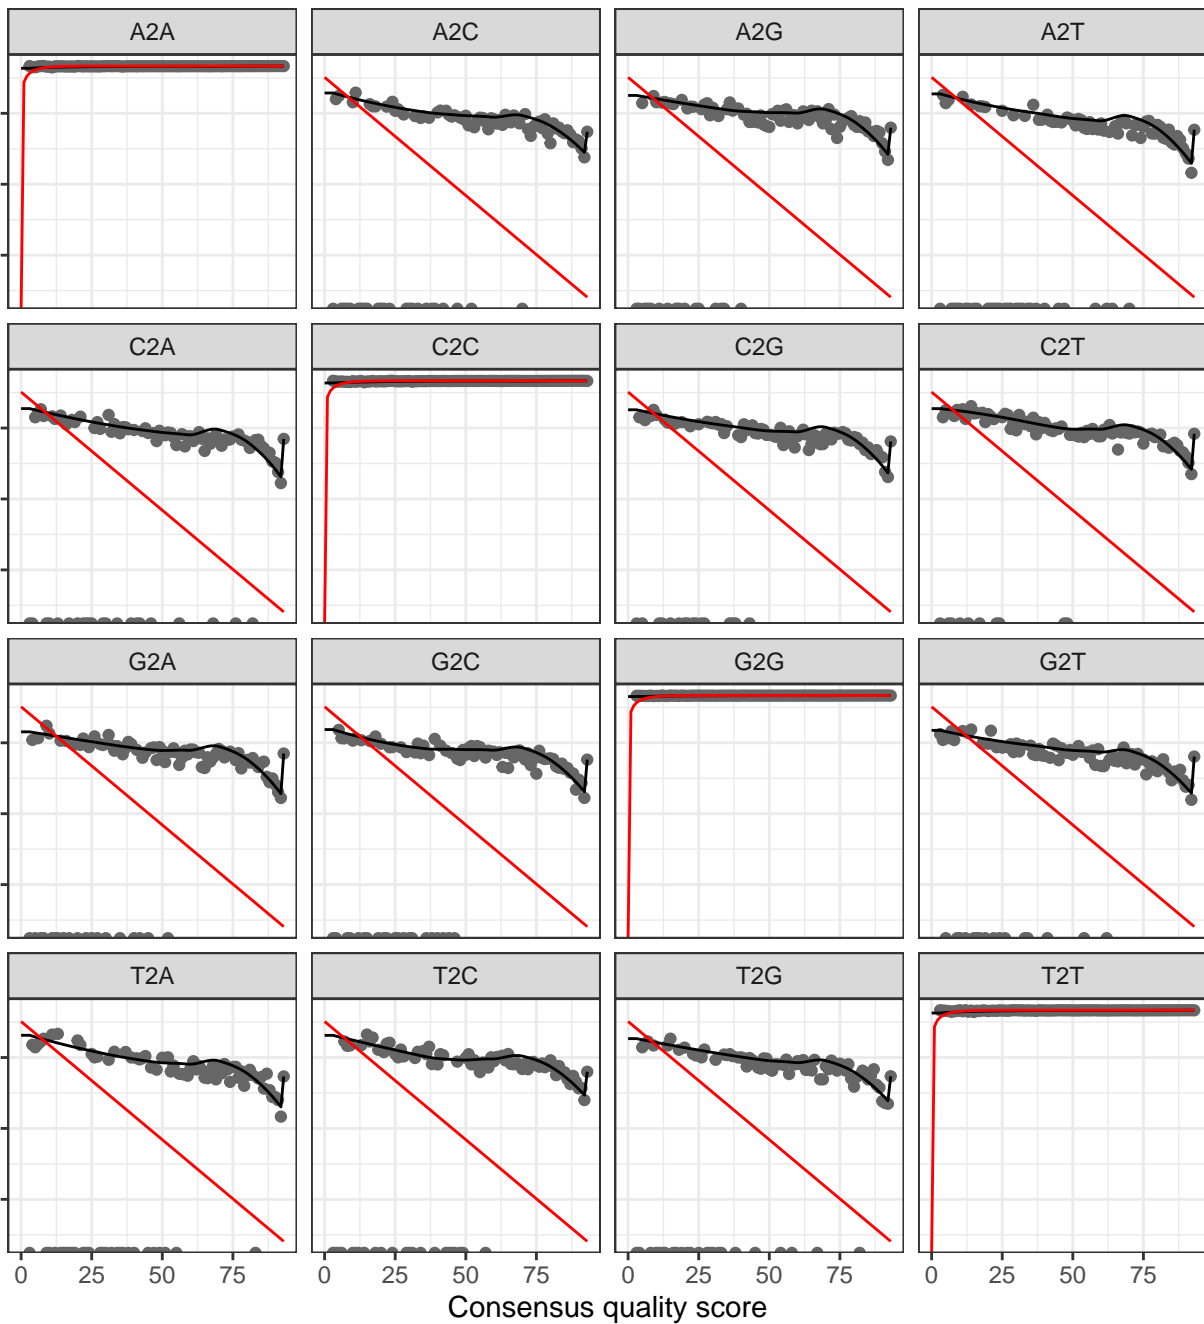 A2A A2C A2G A2T
C2A C2C C2G C2T
G2A G2C G2G G2T
T2A T2C T2G T2T
0 25 50 75 0 25 50 75 0 25 50 75 0 25 50 75
Consensus quality score